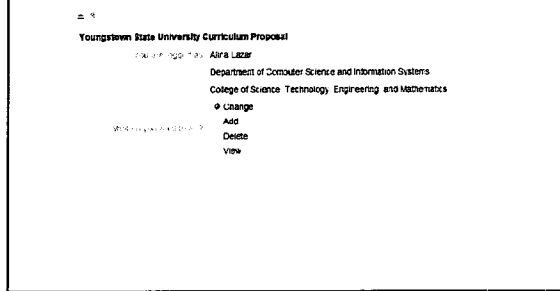 Youngstown State University Curriculum Proposal
Alina Lazar
Department of Computer Science and Information Systems
College of Science Technology Engineering and Mathematics
Change
Add
Delete
View